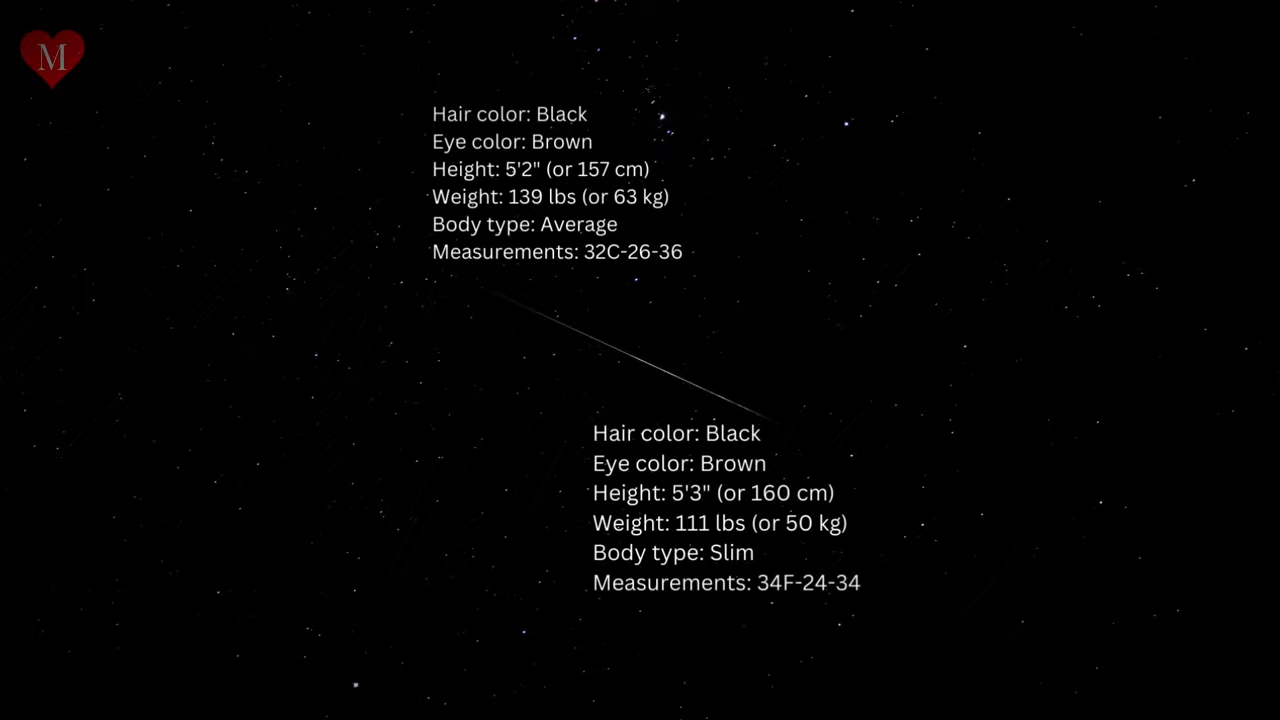 M
Hair color: Black
Eye color: Brown
Height: 5'2" (or 157 cm)
Weight: 139 lbs (or 63 kg)
Body type: Average
Measurements: 32C-26-36
Hair color: Black
Eye color: Brown
Height: 5'3" (or 160 cm)
Weight: 111 lbs (or 50 kg)
Body type: Slim
Measurements: 34F-24-34